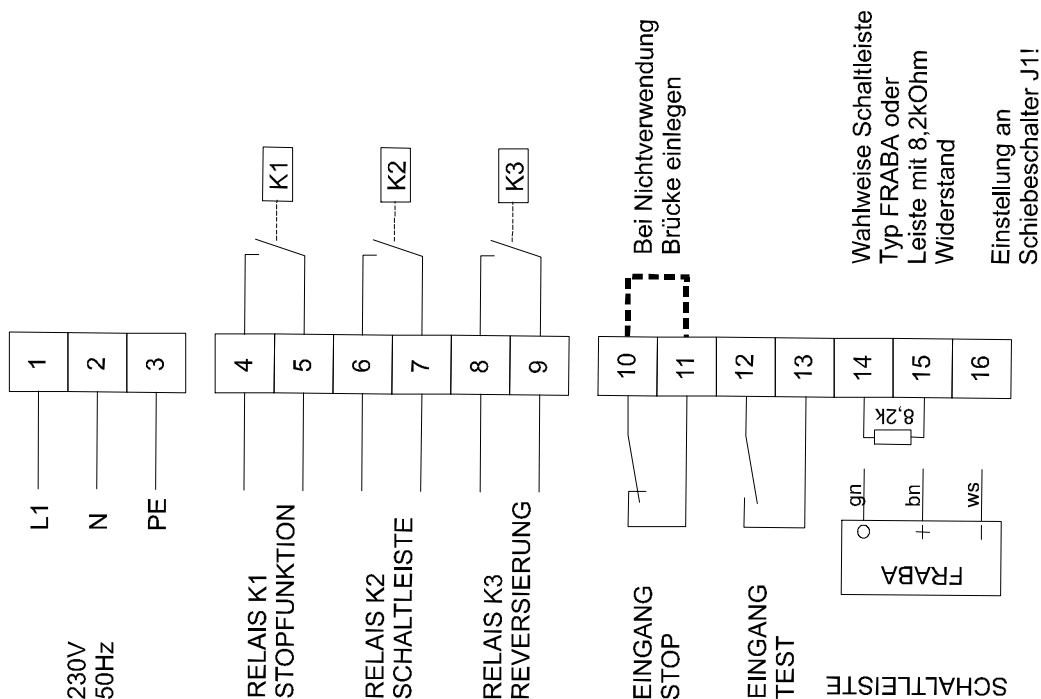 230V
50Hz
L1
N
PE
1
2
3
RELAIS K1
STOPFUNKTION
4
5
K1
RELAIS K2
SCHALTLEISTE
6
7
K2
RELAIS K3
REVERSIERUNG
8
9
K3
EINGANG
STOP
10
11
Bei Nichtverwendung
Brücke einlegen
EINGANG
TEST
12
13
SCHALTLEISTE
FRABA
O
+
–
gn
bn
ws
8,2k
14
15
16
Wahlweise Schaltleiste
Typ FRABA oder
Leiste mit 8,2kOhm
Widerstand
Einstellung an
Schiebeschalter J1!
SCHALTLEISTE